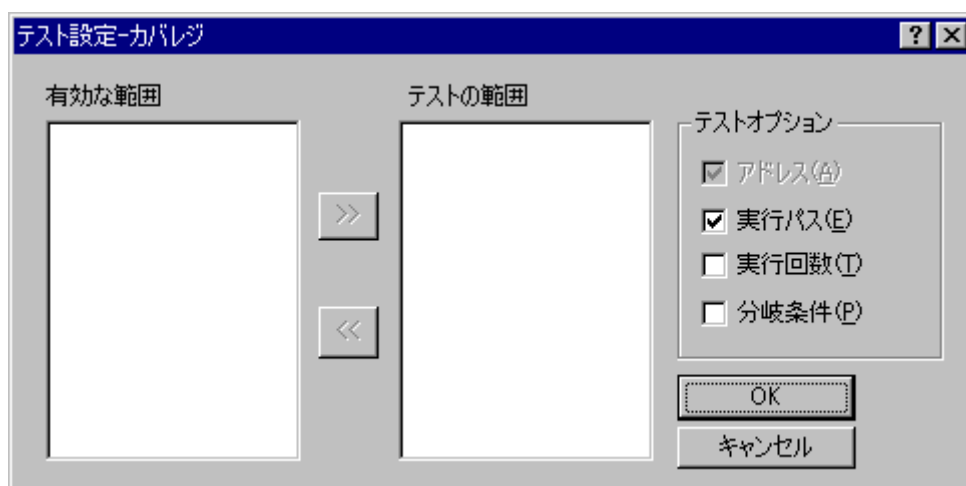 テスト設定-カバレジ
有効な範囲
テストの範囲
テストオプション
アドレス(A)
実行パス(E)
実行回数(T)
分岐条件(P)
>>
<<
OK
キャンセル